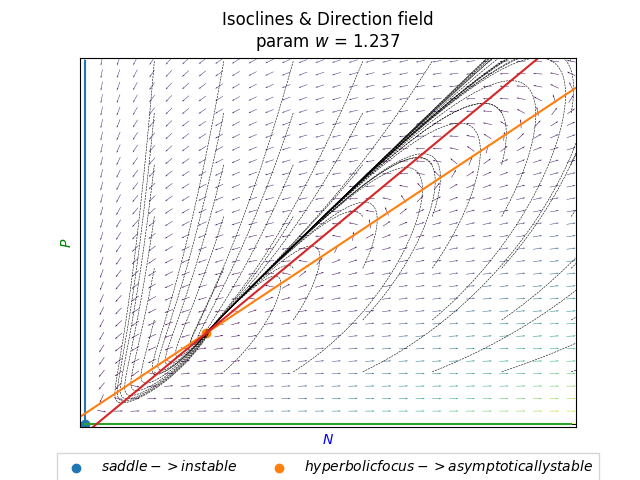 Isoclines & Direction field
param w = 1.237
P
N
saddle -> instable
hyperbolicfocus -> asymptoticallystable